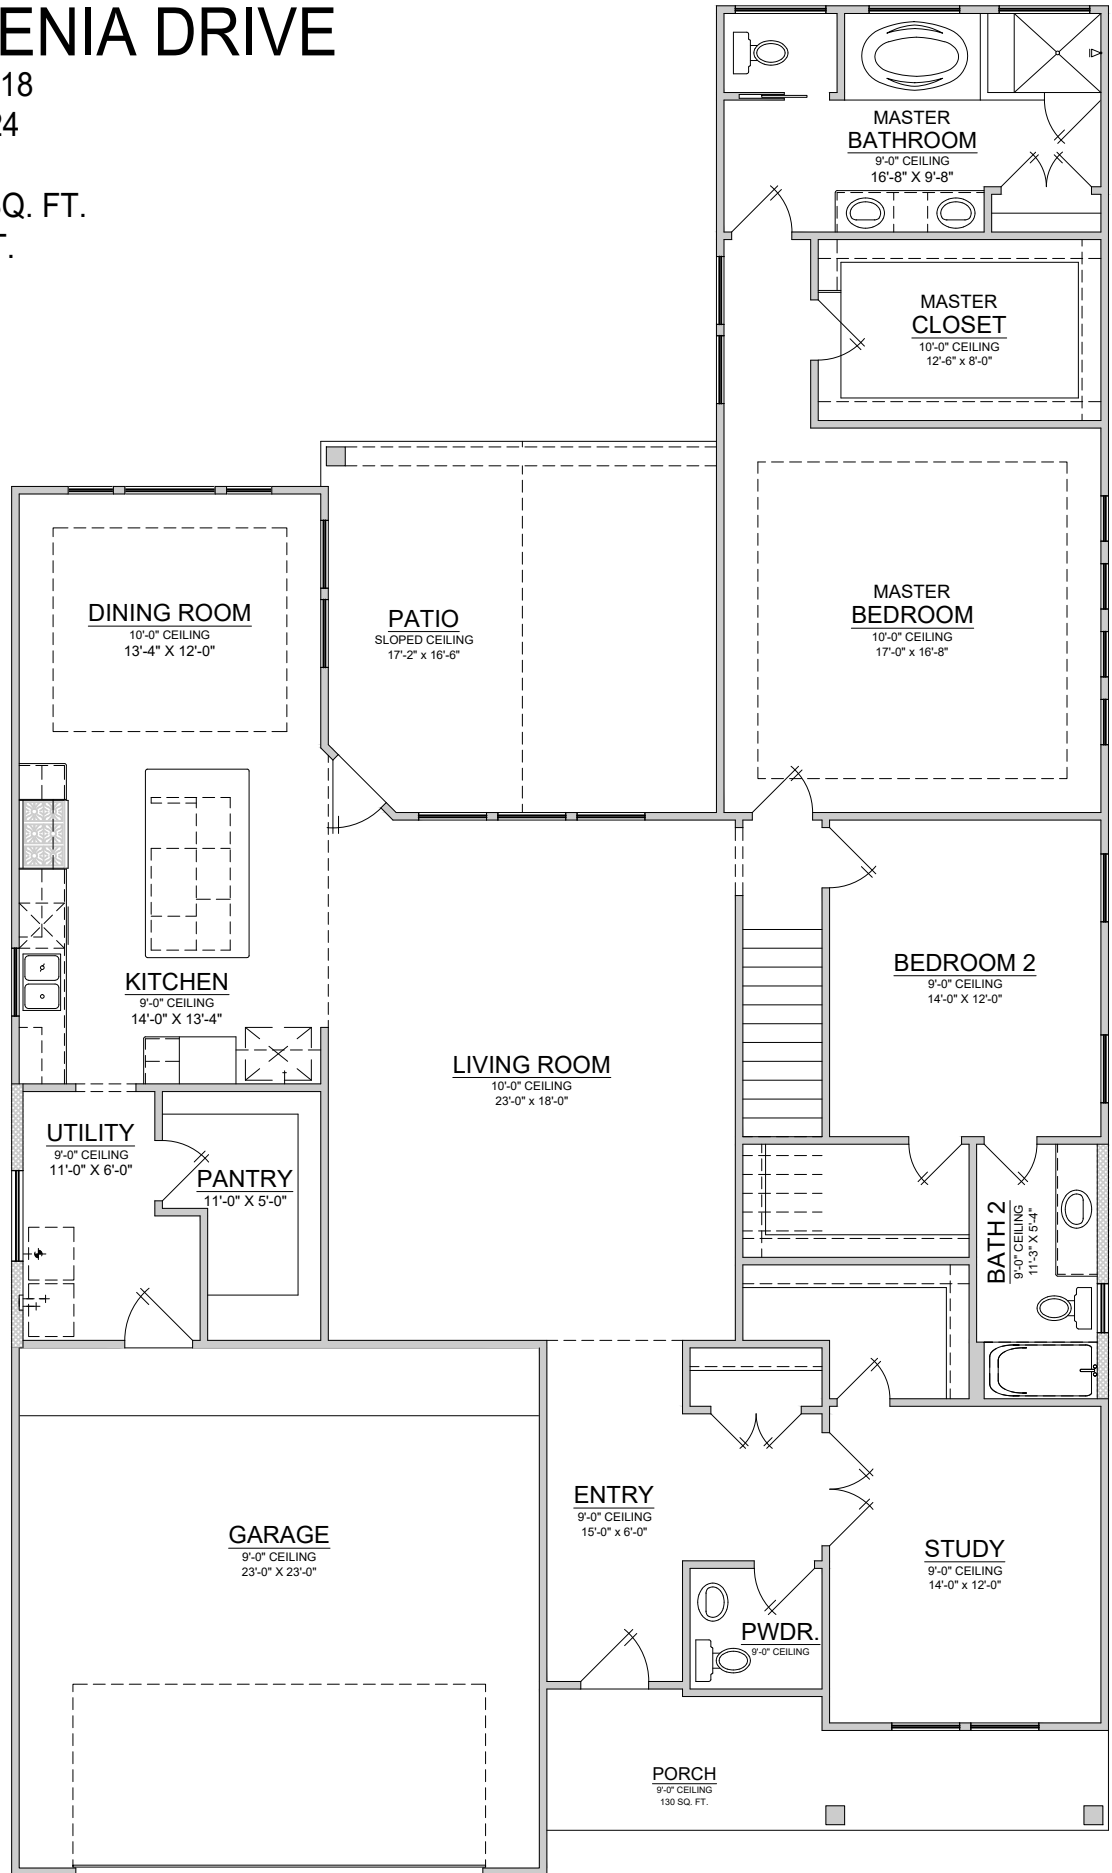 ENIA DRIVE
18
24
SQ. FT.
T.
MASTER
BATHROOM
9'-0" CEILING
16'-8" X 9'-8"
MASTER
CLOSET
10'-0" CEILING
12'-6" x 8'-0"
DINING ROOM
10'-0" CEILING
13'-4" X 12'-0"
PATIO
SLOPED CEILING
17'-2" x 16'-6"
MASTER
BEDROOM
10'-0" CEILING
17'-0" x 16'-8"
KITCHEN
9'-0" CEILING
14'-0" X 13'-4"
BEDROOM 2
9'-0" CEILING
14'-0" X 12'-0"
LIVING ROOM
10'-0" CEILING
23'-0" x 18'-0"
UTILITY
9'-0" CEILING
11'-0" X 6'-0"
PANTRY
11'-0" X 5'-0"
BATH 2
9'-0" CEILING
11'-3" X 5'-4"
ENTRY
9'-0" CEILING
15'-0" x 6'-0"
GARAGE
9'-0" CEILING
23'-0" X 23'-0"
STUDY
9'-0" CEILING
14'-0" x 12'-0"
PWDR.
9'-0" CEILING
PORCH
9'-0" CEILING
130 SQ. FT.